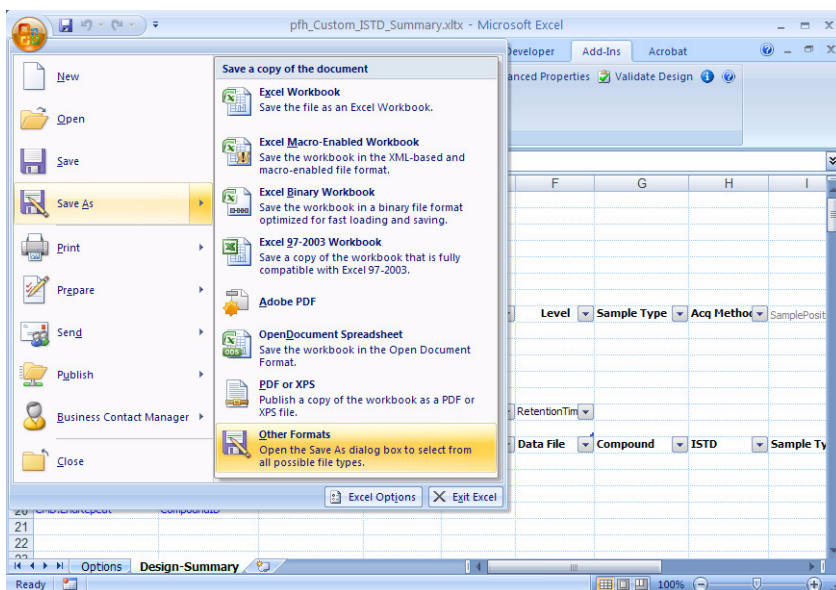 pfh_Custom_ISTD_Summary.xltx - Microsoft Excel
Developer Add-Ins Acrobat
anced Properties Validate Design
New
Open
Save
Save As
Print
Prepare
Send
Publish
Business Contact Manager
Close
Save a copy of the document
Excel Workbook
Save the file as an Excel Workbook.
Excel Macro-Enabled Workbook
Save the workbook in the XML-based and
macro-enabled file format.
Excel Binary Workbook
Save the workbook in a binary file format
optimized for fast loading and saving.
Excel 97-2003 Workbook
Save a copy of the workbook that is fully
compatible with Excel 97-2003.
Adobe PDF
OpenDocument Spreadsheet
Save the workbook in the Open Document
Format.
PDF or XPS
Publish a copy of the workbook as a PDF or
XPS file.
Other Formats
Open the Save As dialog box to select from
all possible file types.
Excel Options Exit Excel
F G H I
Level Sample Type Acq Method SamplePosit
RetentionTim
Data File Compound ISTD Sample Ty
20
21
22
Options Design-Summary
Ready 100%